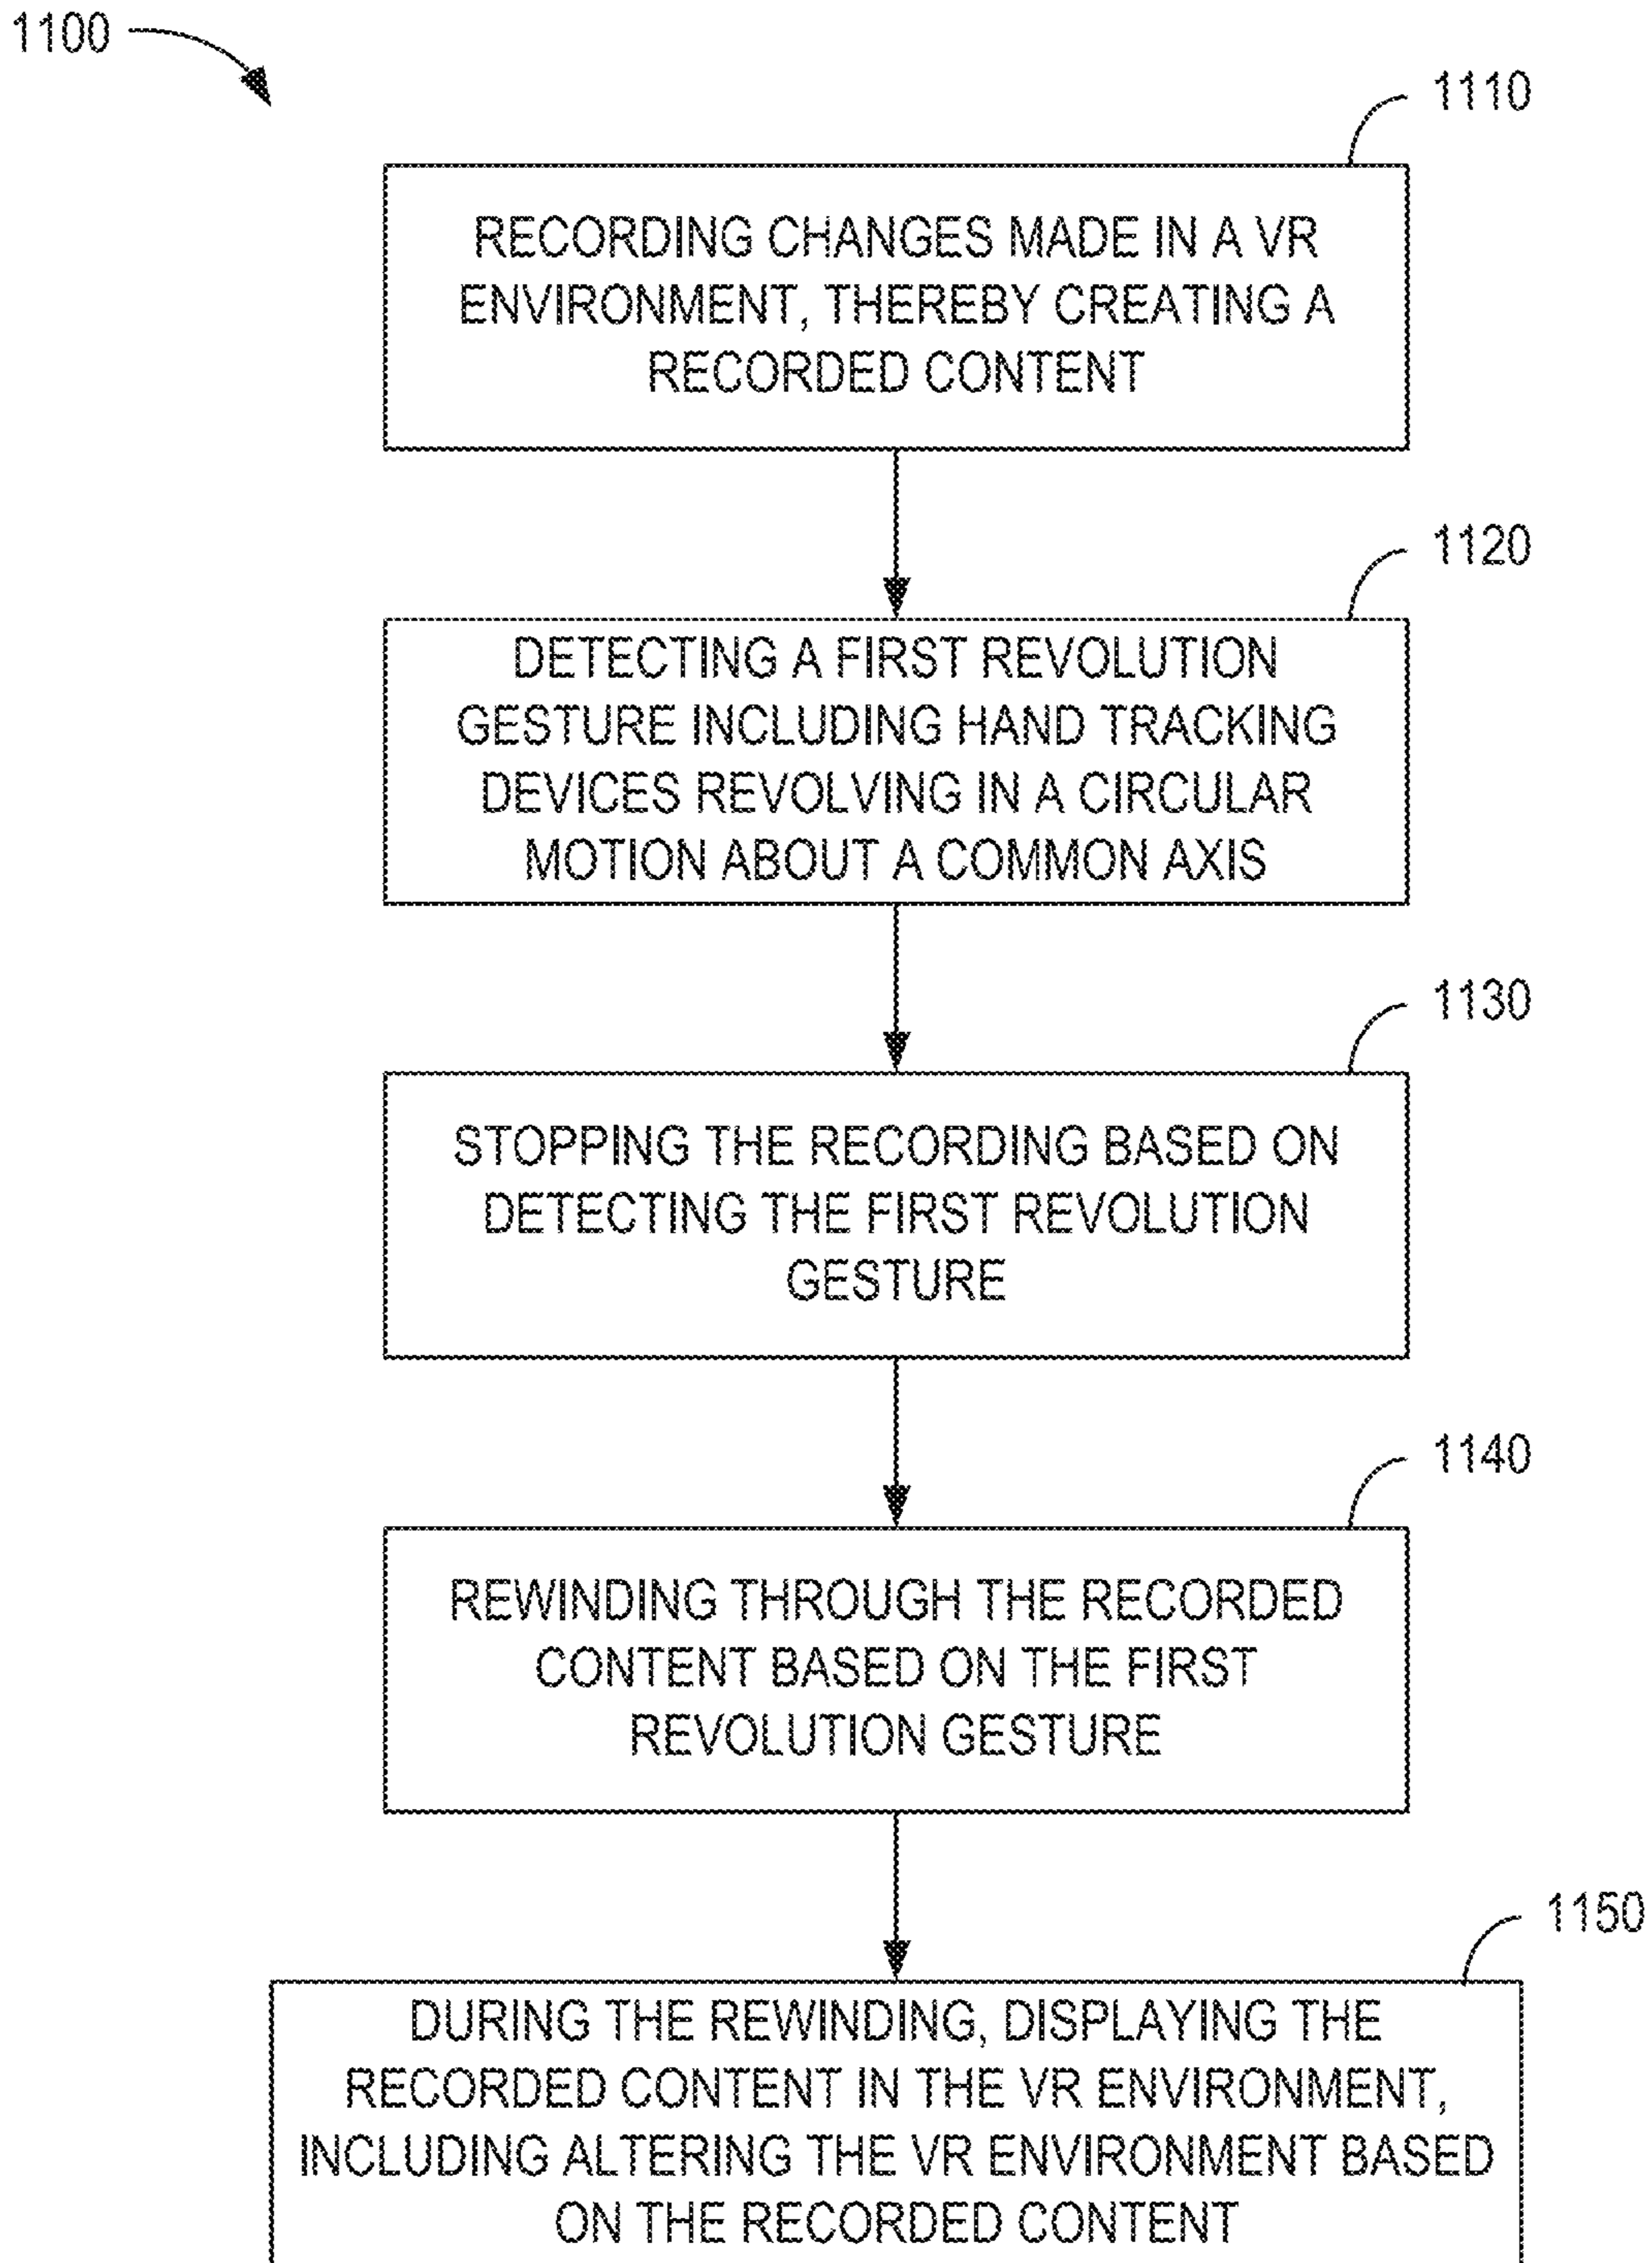 1100
1110
RECORDING CHANGES MADE IN A VR
ENVIRONMENT, THEREBY CREATING A
RECORDED CONTENT
1120
DETECTING A FIRST REVOLUTION
GESTURE INCLUDING HAND TRACKING
DEVICES REVOLVING IN A CIRCULAR
MOTION ABOUT A COMMON AXIS
1130
STOPPING THE RECORDING BASED ON
DETECTING THE FIRST REVOLUTION
GESTURE
1140
REWINDING THROUGH THE RECORDED
CONTENT BASED ON THE FIRST
REVOLUTION GESTURE
1150
DURING THE REWINDING, DISPLAYING THE
RECORDED CONTENT IN THE VR ENVIRONMENT,
INCLUDING ALTERING THE VR ENVIRONMENT BASED
ON THE RECORDED CONTENT